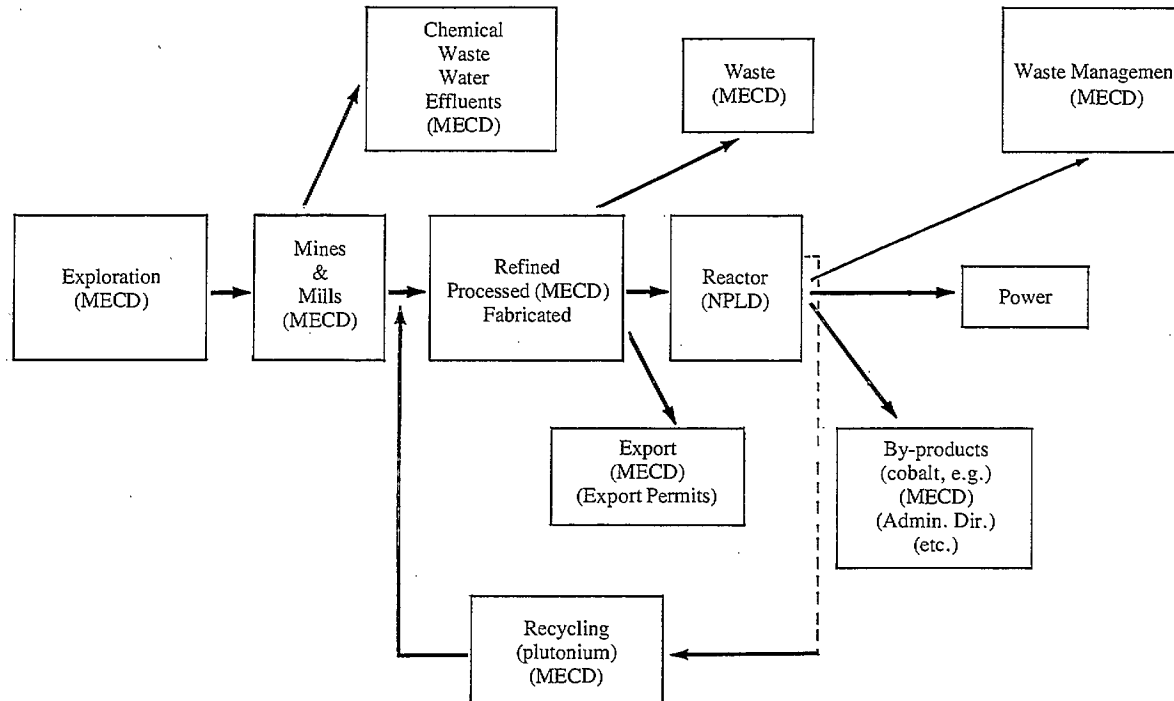 Chemical
Waste
Water
Effluents
(MECD)
Waste
(MECD)
Waste Managemen
(MECD)
Exploration
(MECD)
Mines
&
Mills
(MECD)
Refined
Processed (MECD)
Fabricated
Reactor
(NPLD)
Power
Export
(MECD)
(Export Permits)
By-products
(cobalt, e.g.)
(MECD)
(Admin. Dir.)
(etc.)
Recycling
(plutonium)
(MECD)